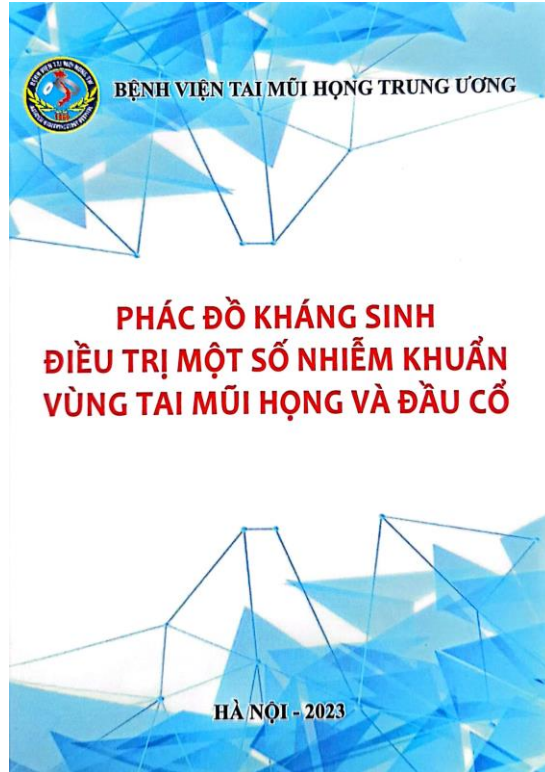 BỆNH VIỆN TAI MŨI HỌNG TRUNG ƯƠNG
PHÁC ĐỒ KHÁNG SINH
ĐIỀU TRỊ MỘT SỐ NHIỄM KHUẨN
VÙNG TAI MŨI HỌNG VÀ ĐẦU CỔ
HÀ NỘI - 2023